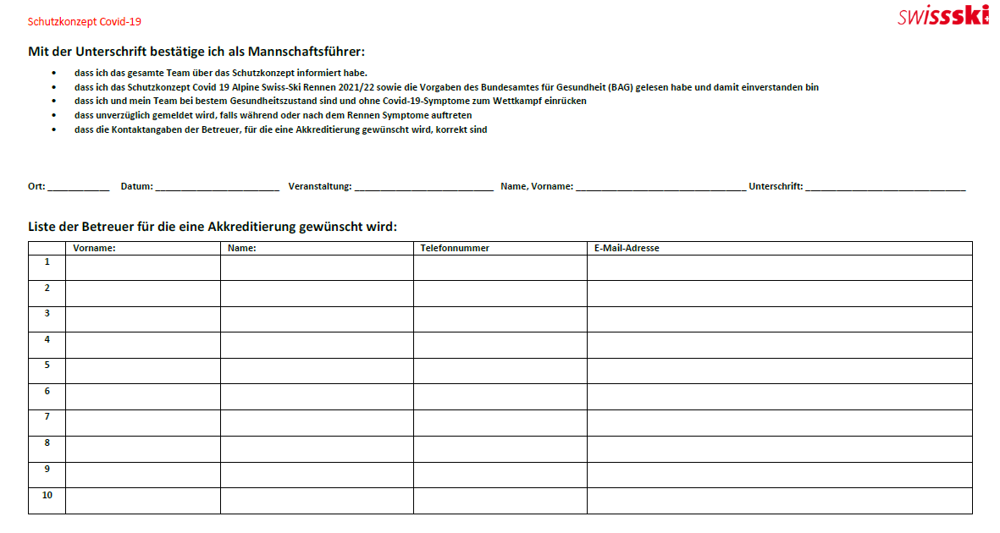 Schutzkonzept Covid-19
swissski
Mit der Unterschrift bestätige ich als Mannschaftsführer:
• dass ich das gesamte Team über das Schutzkonzept informiert habe.
• dass ich das Schutzkonzept Covid 19 Alpine Swiss-Ski Rennen 2021/22 sowie die Vorgaben des Bundesamtes für Gesundheit (BAG) gelesen habe und damit einverstanden bin
• dass ich und mein Team bei bestem Gesundheitszustand sind und ohne Covid-19-Symptome zum Wettkampf einrücken
• dass unverzüglich gemeldet wird, falls während oder nach dem Rennen Symptome auftreten
• dass die Kontaktangaben der Betreuer, für die eine Akkreditierung gewünscht wird, korrekt sind
Ort: ____________ Datum: ________________________ Veranstaltung: ___________________________ Name, Vorname: _________________________________ Unterschrift: _______________________________
Liste der Betreuer für die eine Akkreditierung gewünscht wird:
Vorname: Name: Telefonnummer E-Mail-Adresse
1
2
3
4
5
6
7
8
9
10